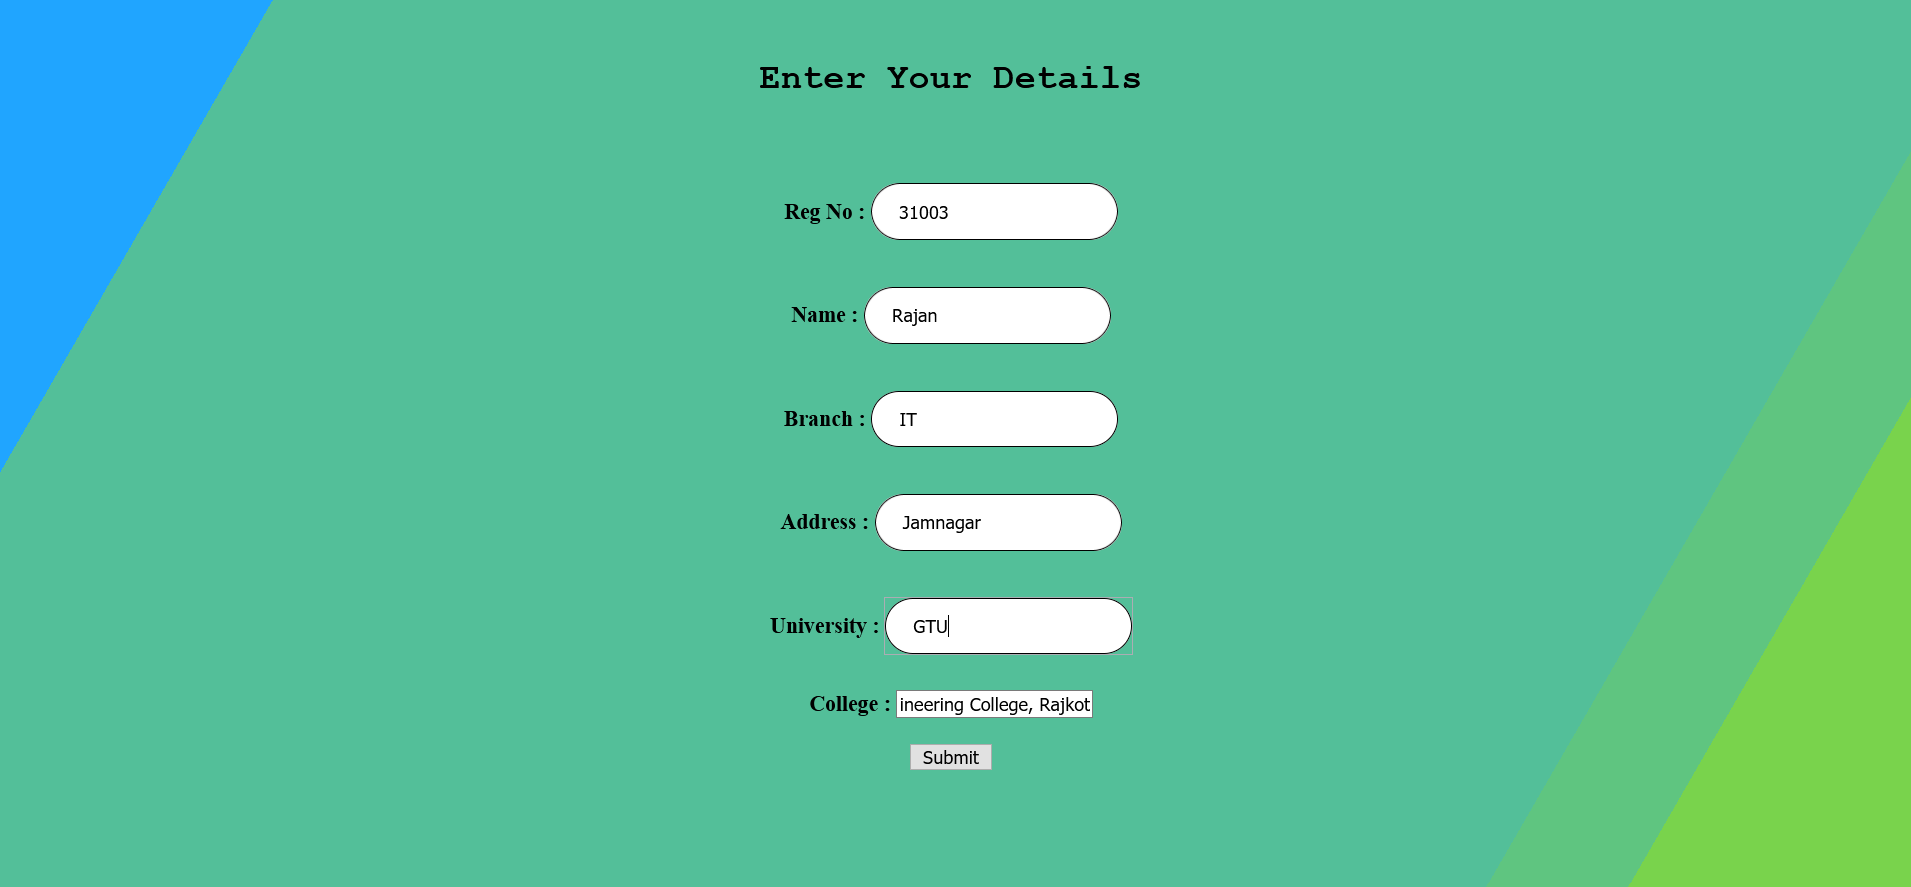 Enter Your Details
Reg No : 31003
Name : Rajan
Branch : IT
Address : Jamnagar
University : GTU
College : ineering College, Rajkot
Submit